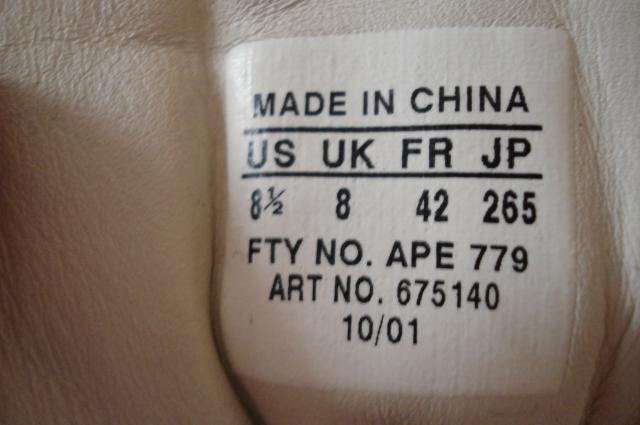 MADE IN CHINA
US UK FR JP
8½ 8 42 265
FTY NO. APE 779
ART NO. 675140
10/01